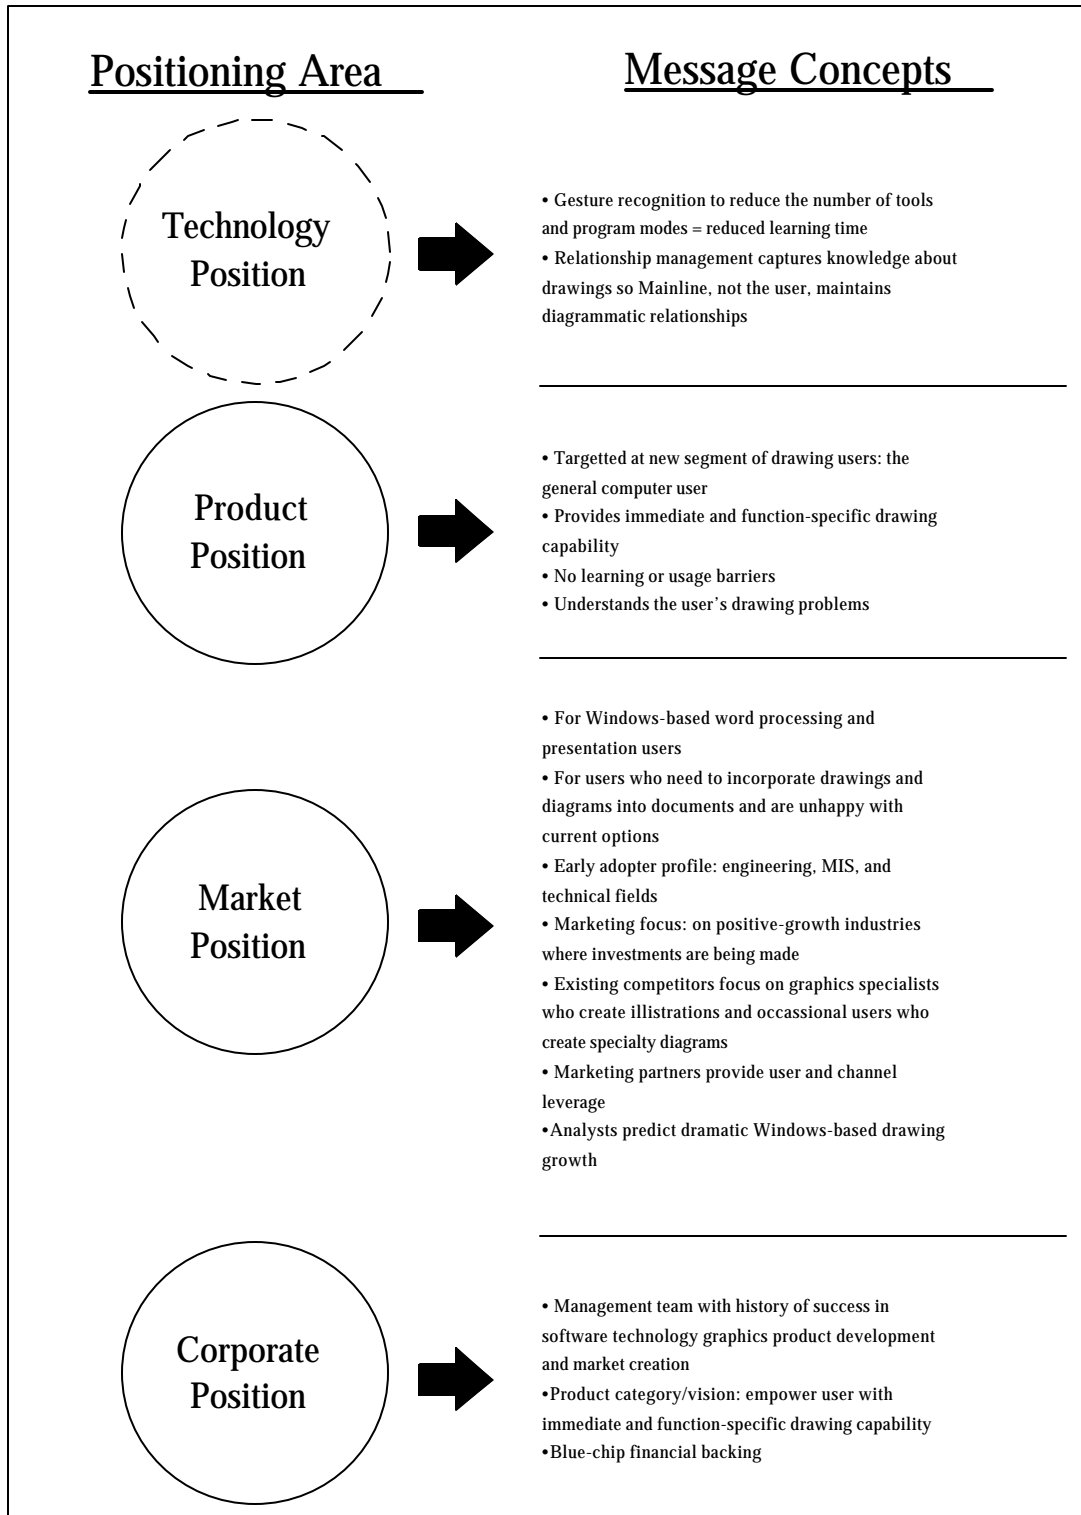 Positioning Area
Message Concepts
Technology
Position
• Gesture recognition to reduce the number of tools
and program modes = reduced learning time
• Relationship management captures knowledge about
drawings so Mainline, not the user, maintains
diagrammatic relationships
Product
Position
• Targetted at new segment of drawing users: the
general computer user
• Provides immediate and function-specific drawing
capability
• No learning or usage barriers
• Understands the user’s drawing problems
Market
Position
• For Windows-based word processing and
presentation users
• For users who need to incorporate drawings and
diagrams into documents and are unhappy with
current options
• Early adopter profile: engineering, MIS, and
technical fields
• Marketing focus: on positive-growth industries
where investments are being made
• Existing competitors focus on graphics specialists
who create illistrations and occassional users who
create specialty diagrams
• Marketing partners provide user and channel
leverage
•Analysts predict dramatic Windows-based drawing
growth
Corporate
Position
• Management team with history of success in
software technology graphics product development
and market creation
•Product category/vision: empower user with
immediate and function-specific drawing capability
•Blue-chip financial backing